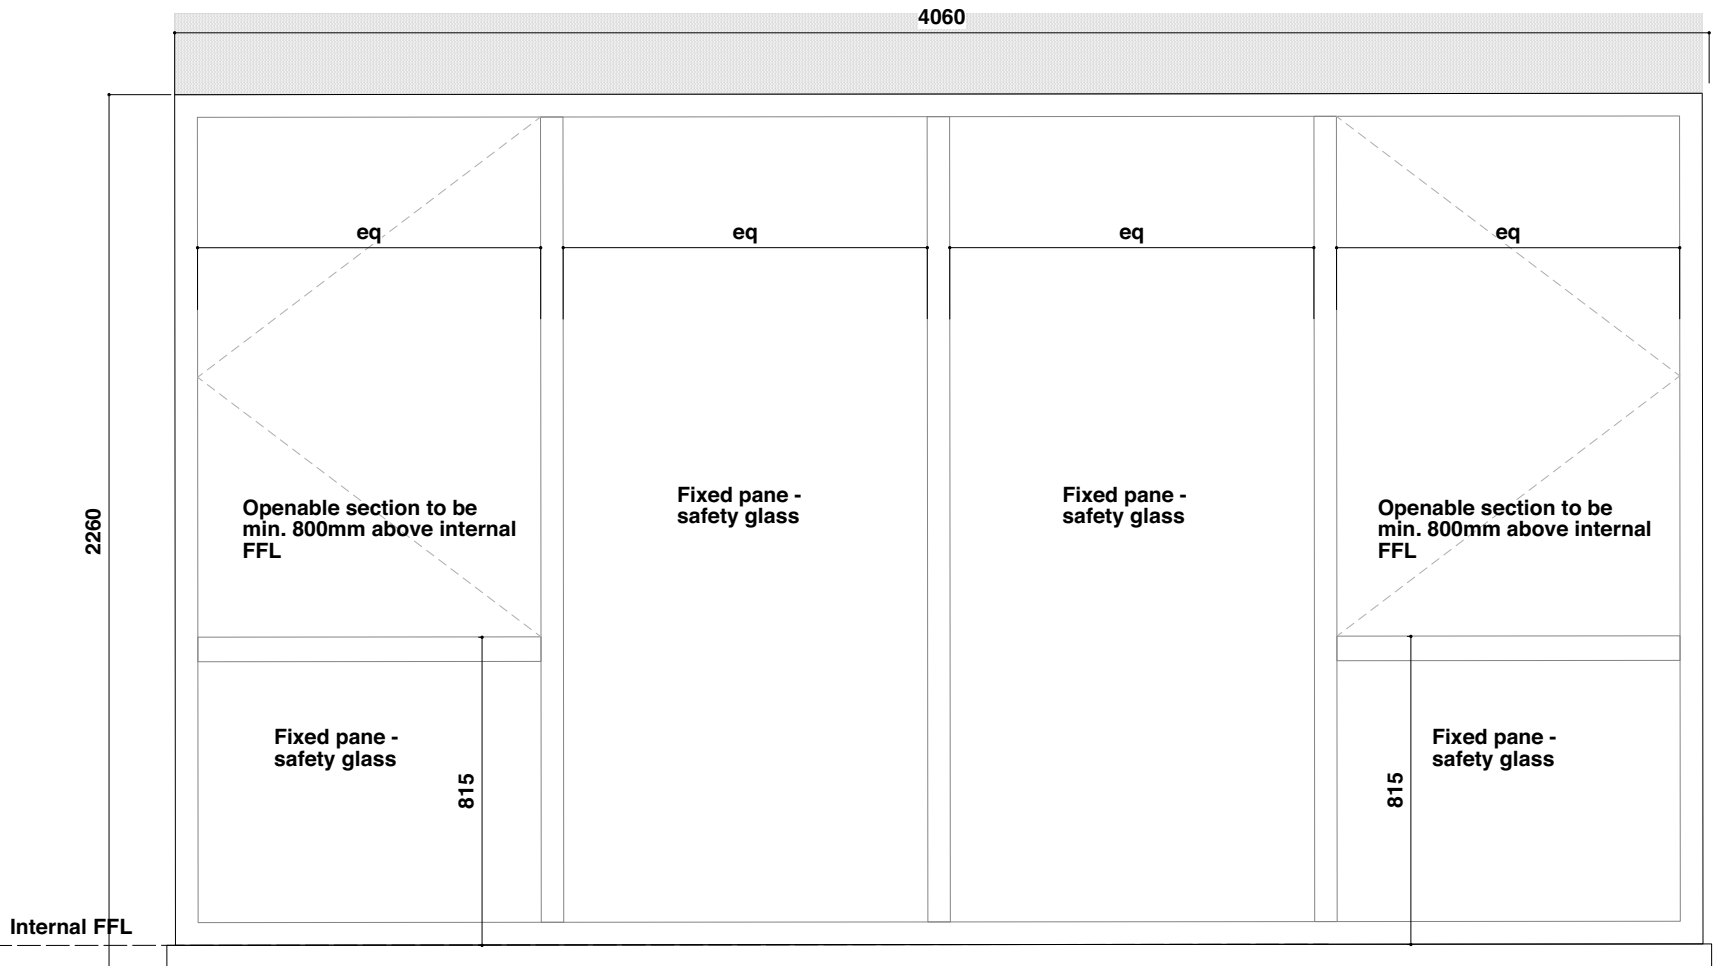 4060
eq
eq
eq
eq
Openable section to be
min. 800mm above internal
FFL
Fixed pane -
safety glass
Fixed pane -
safety glass
Openable section to be
min. 800mm above internal
FFL
2260
Fixed pane -
safety glass
815
815
Fixed pane -
safety glass
Internal FFL